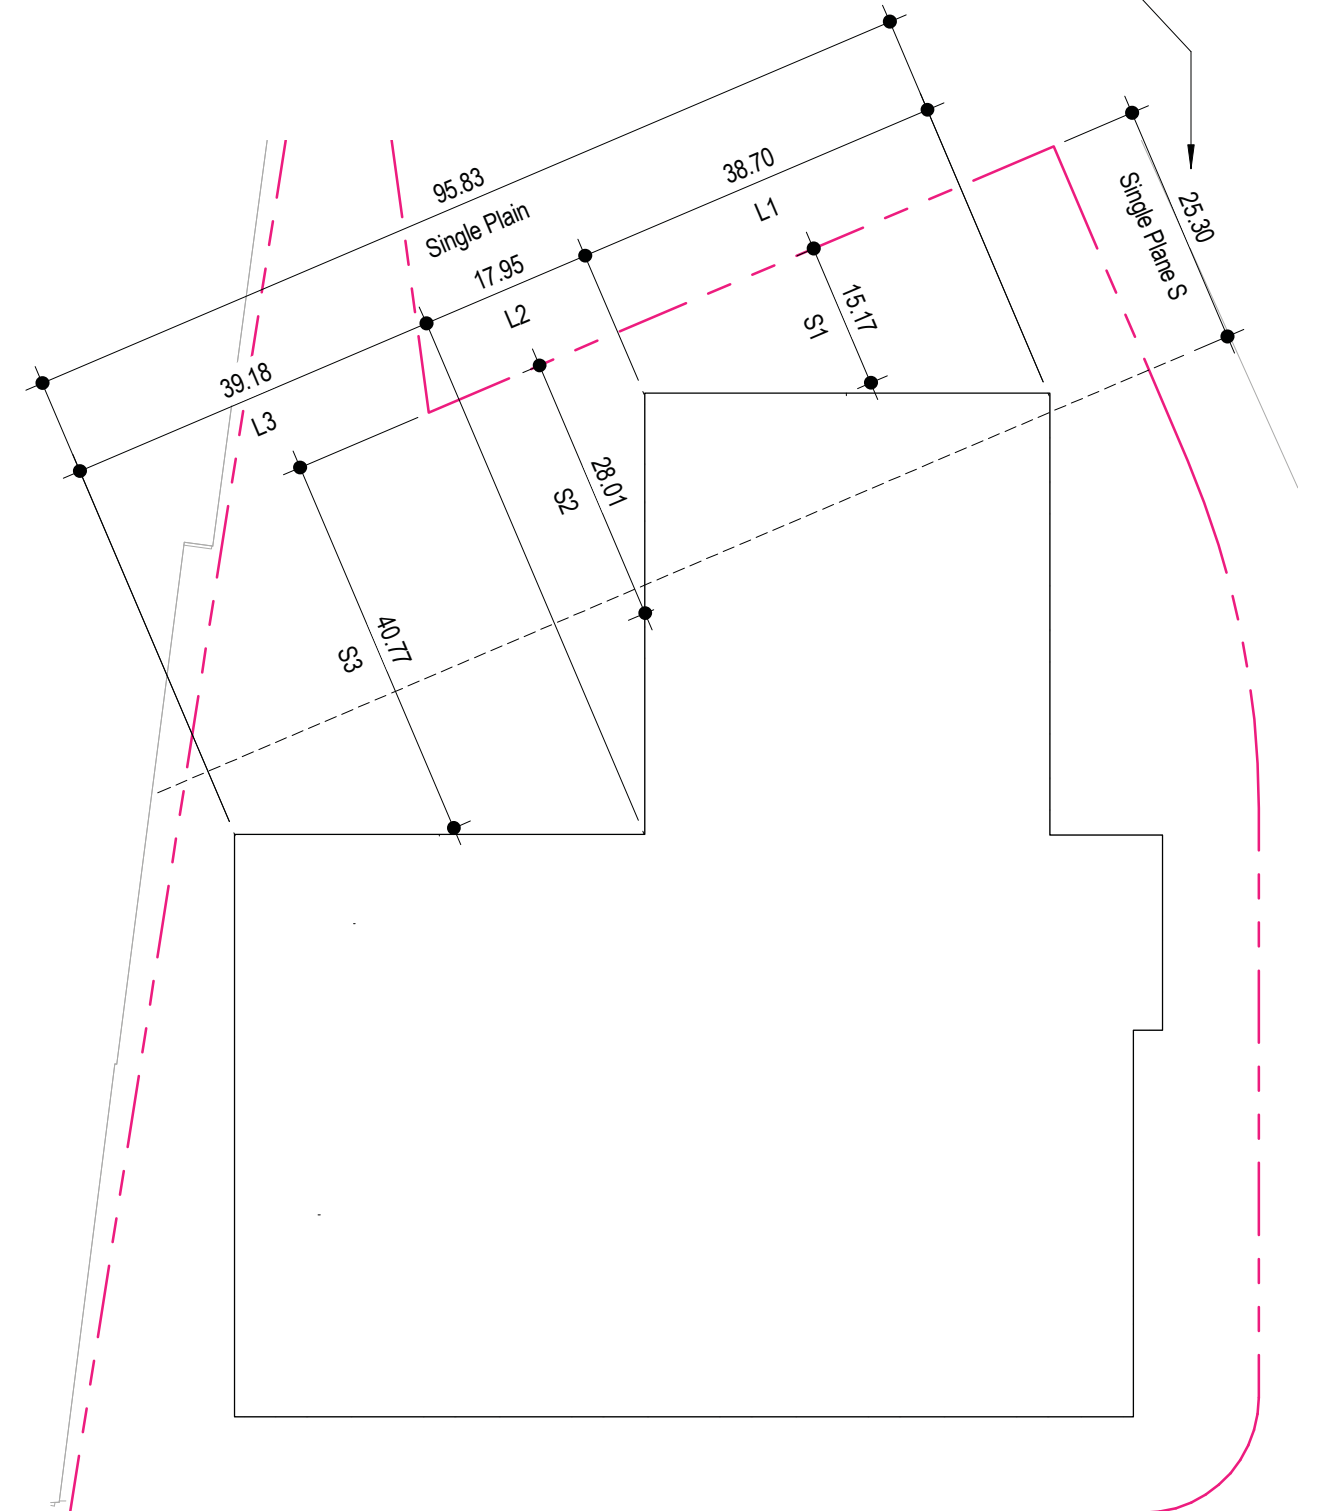 95.83
Single Plain
38.70
L1
17.95
L2
39.18
L3
25.30
Single Plane S
15.17
S1
28.01
S2
40.77
S3